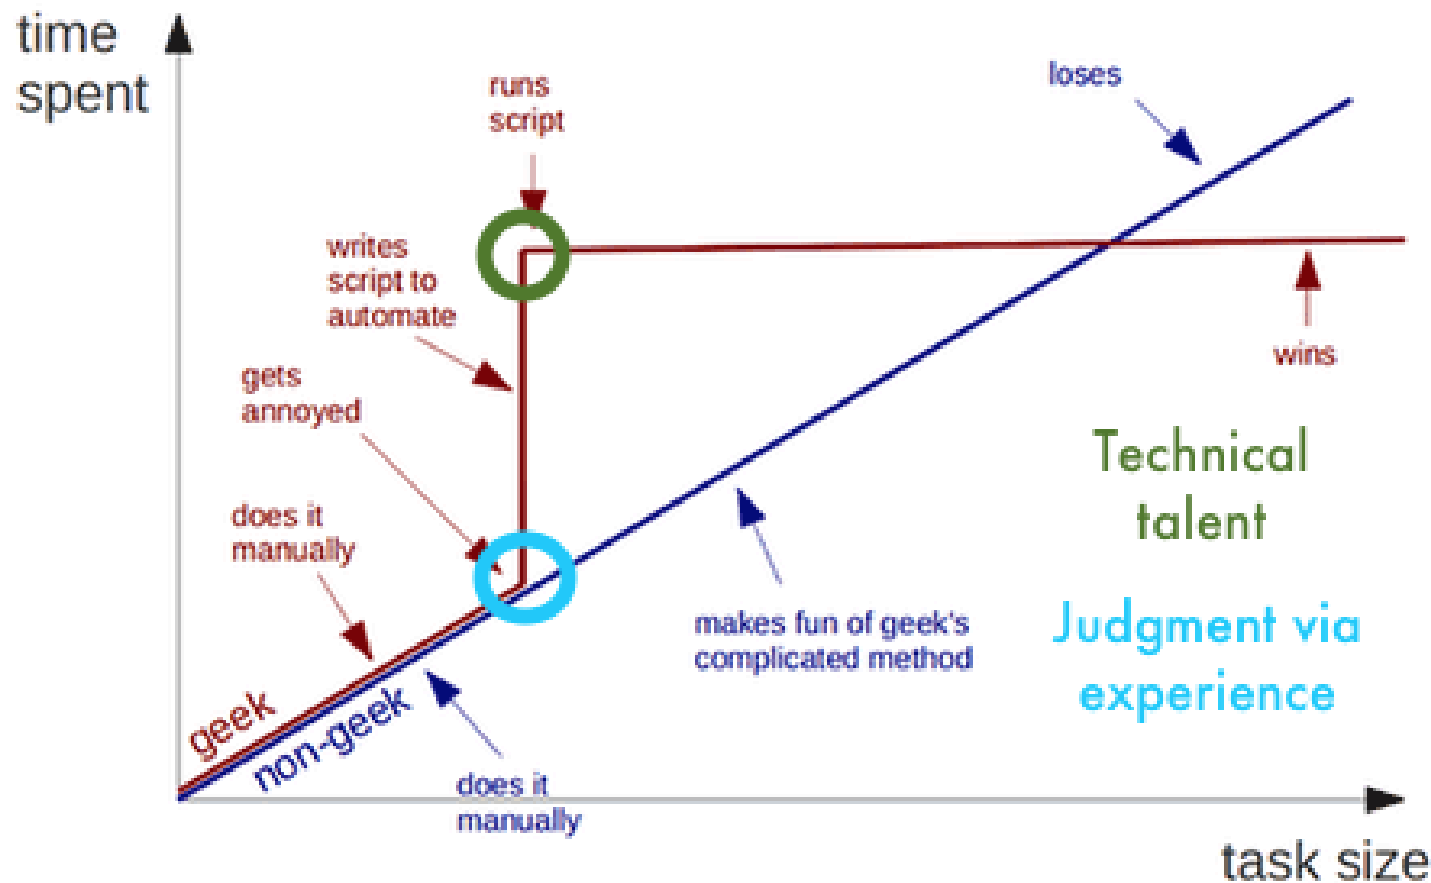 time
spent
runs
script
loses
writes
script to
automate
gets
annoyed
wins
does it
manually
Technical
talent
makes fun of geek's
complicated method
Judgment via
experience
geek
non-geek
does it
manually
task size